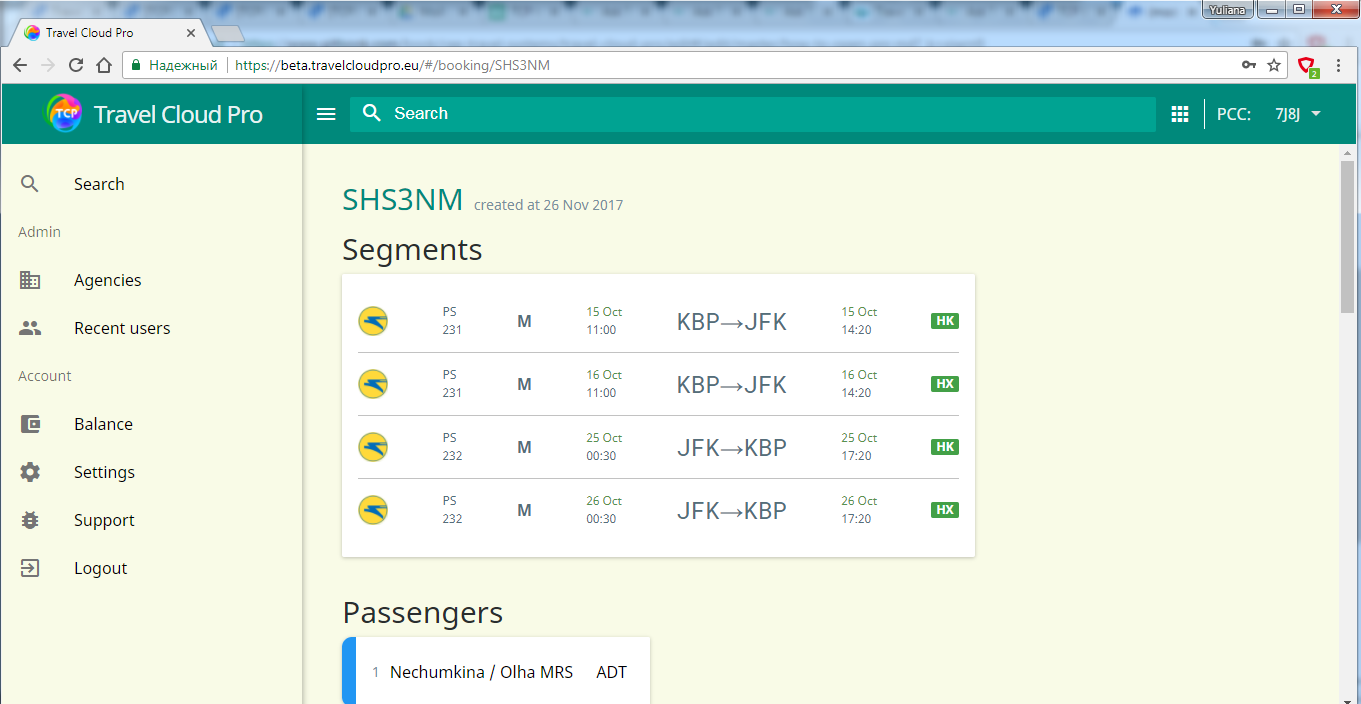 Yuliana
Travel Cloud Pro
Надежный https://beta.travelcloudpro.eu/#/booking/SHS3NM
2
TCP Travel Cloud Pro Search PCC: 7J8J
Search
Admin
Agencies
Recent users
Account
Balance
Settings
Support
Logout
SHS3NM created at 26 Nov 2017
Segments
PS 15 Oct 15 Oct
231 M 11:00 KBP→JFK 14:20 HK
PS 16 Oct 16 Oct
231 M 11:00 KBP→JFK 14:20 HX
PS 25 Oct 25 Oct
232 M 00:30 JFK→KBP 17:20 HK
PS 26 Oct 26 Oct
232 M 00:30 JFK→KBP 17:20 HX
Passengers
1 Nechumkina / Olha MRS ADT